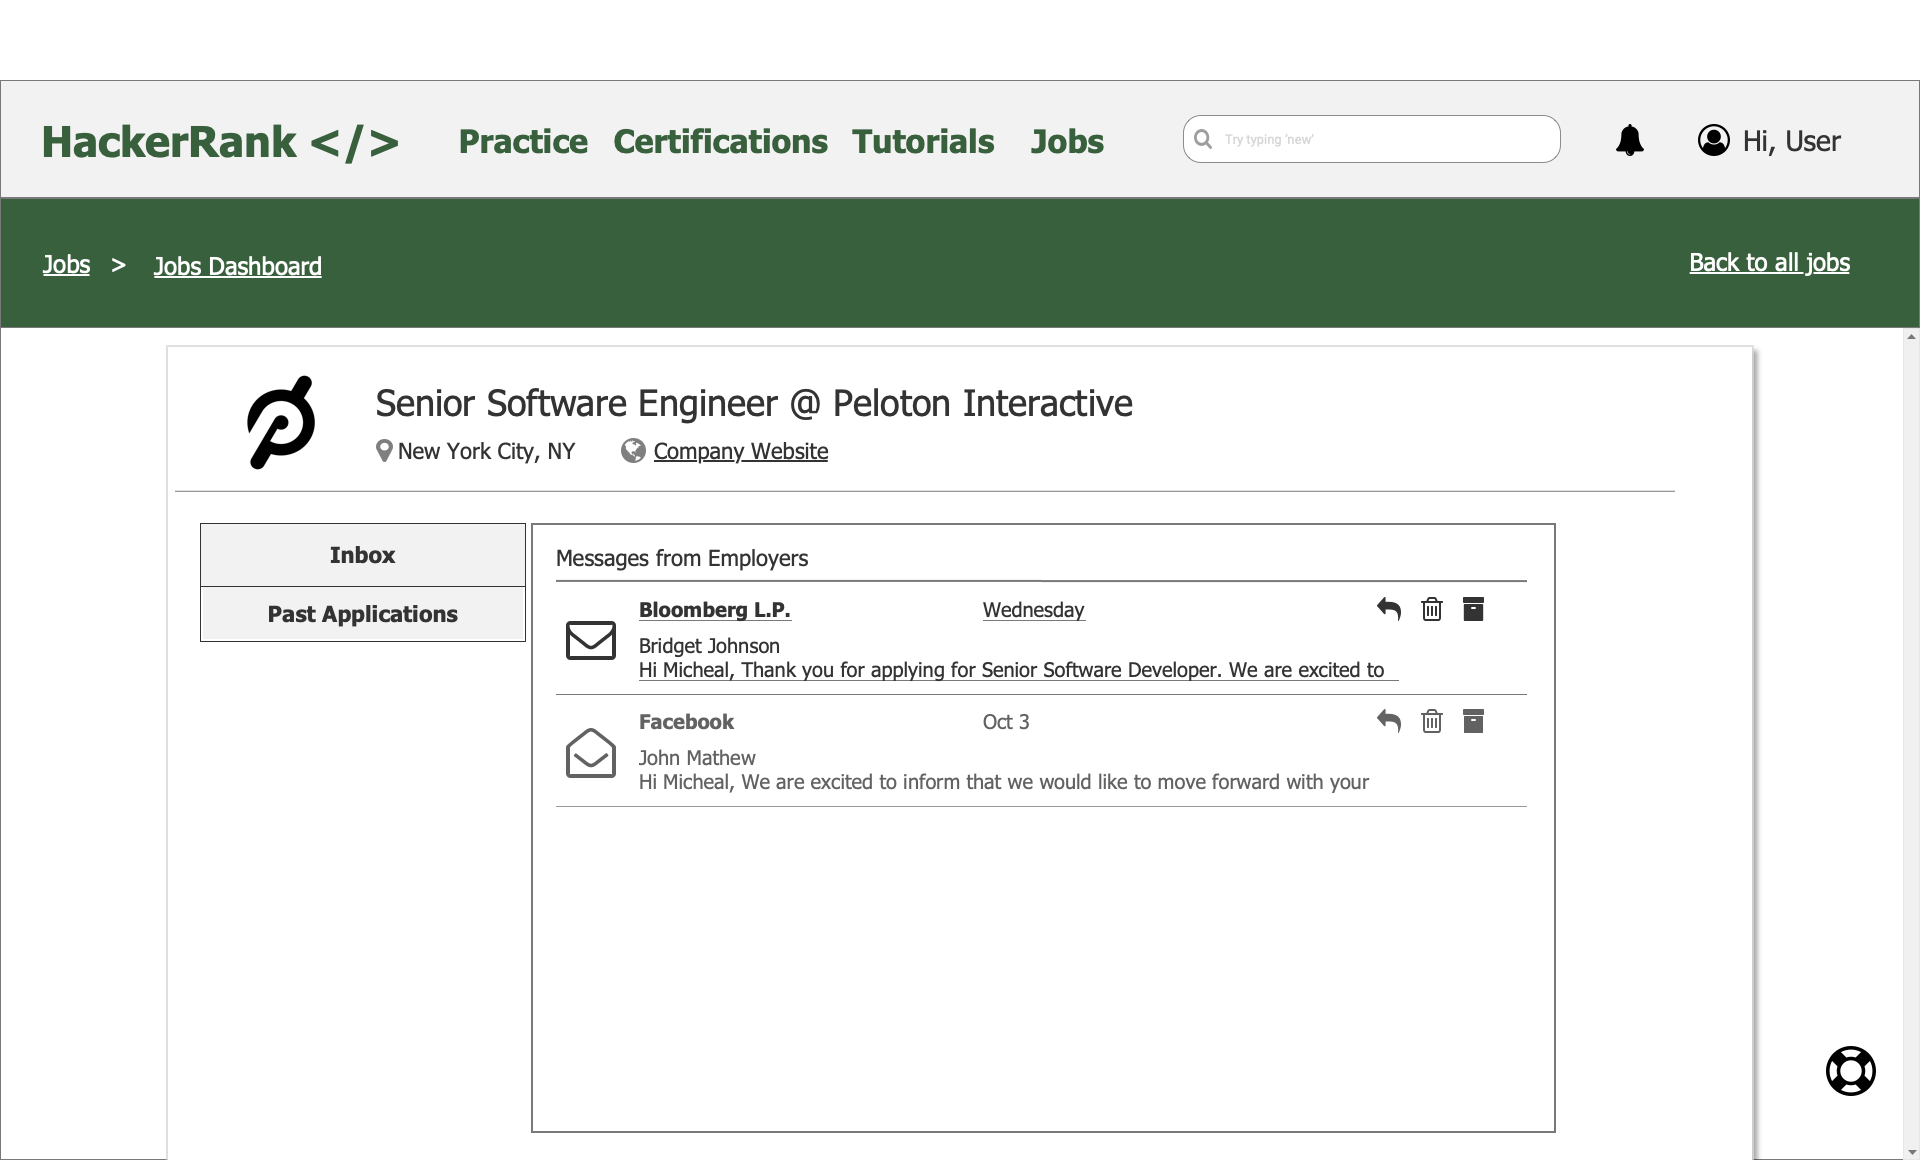 HackerRank </> Practice Certifications Tutorials Jobs Try typing 'new' Hi, User
Jobs > Jobs Dashboard Back to all jobs
Senior Software Engineer @ Peloton Interactive
New York City, NY Company Website
Inbox
Past Applications
Messages from Employers
Bloomberg L.P. Wednesday
Bridget Johnson
Hi Micheal, Thank you for applying for Senior Software Developer. We are excited to
Facebook Oct 3
John Mathew
Hi Micheal, We are excited to inform that we would like to move forward with your